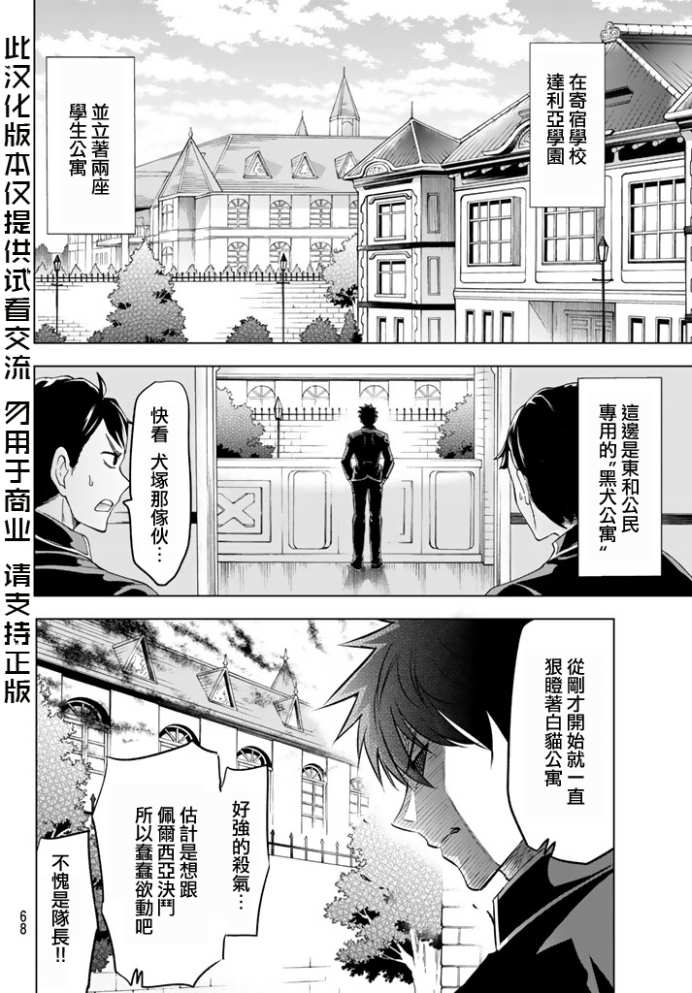 此汉化版本仅提供试看交流 勿用于商业 请支持正版
在寄宿學校
達利亞學園
並立著兩座
學生公寓
這邊是東和公民
專用的"黑犬公寓"
快看 犬塚那傢伙…
從剛才開始就一直
狠瞪著白貓公寓
好強的殺氣…
估計是想跟
佩爾西亞決鬥
所以蠢蠢欲動吧
不愧是隊長!!
68